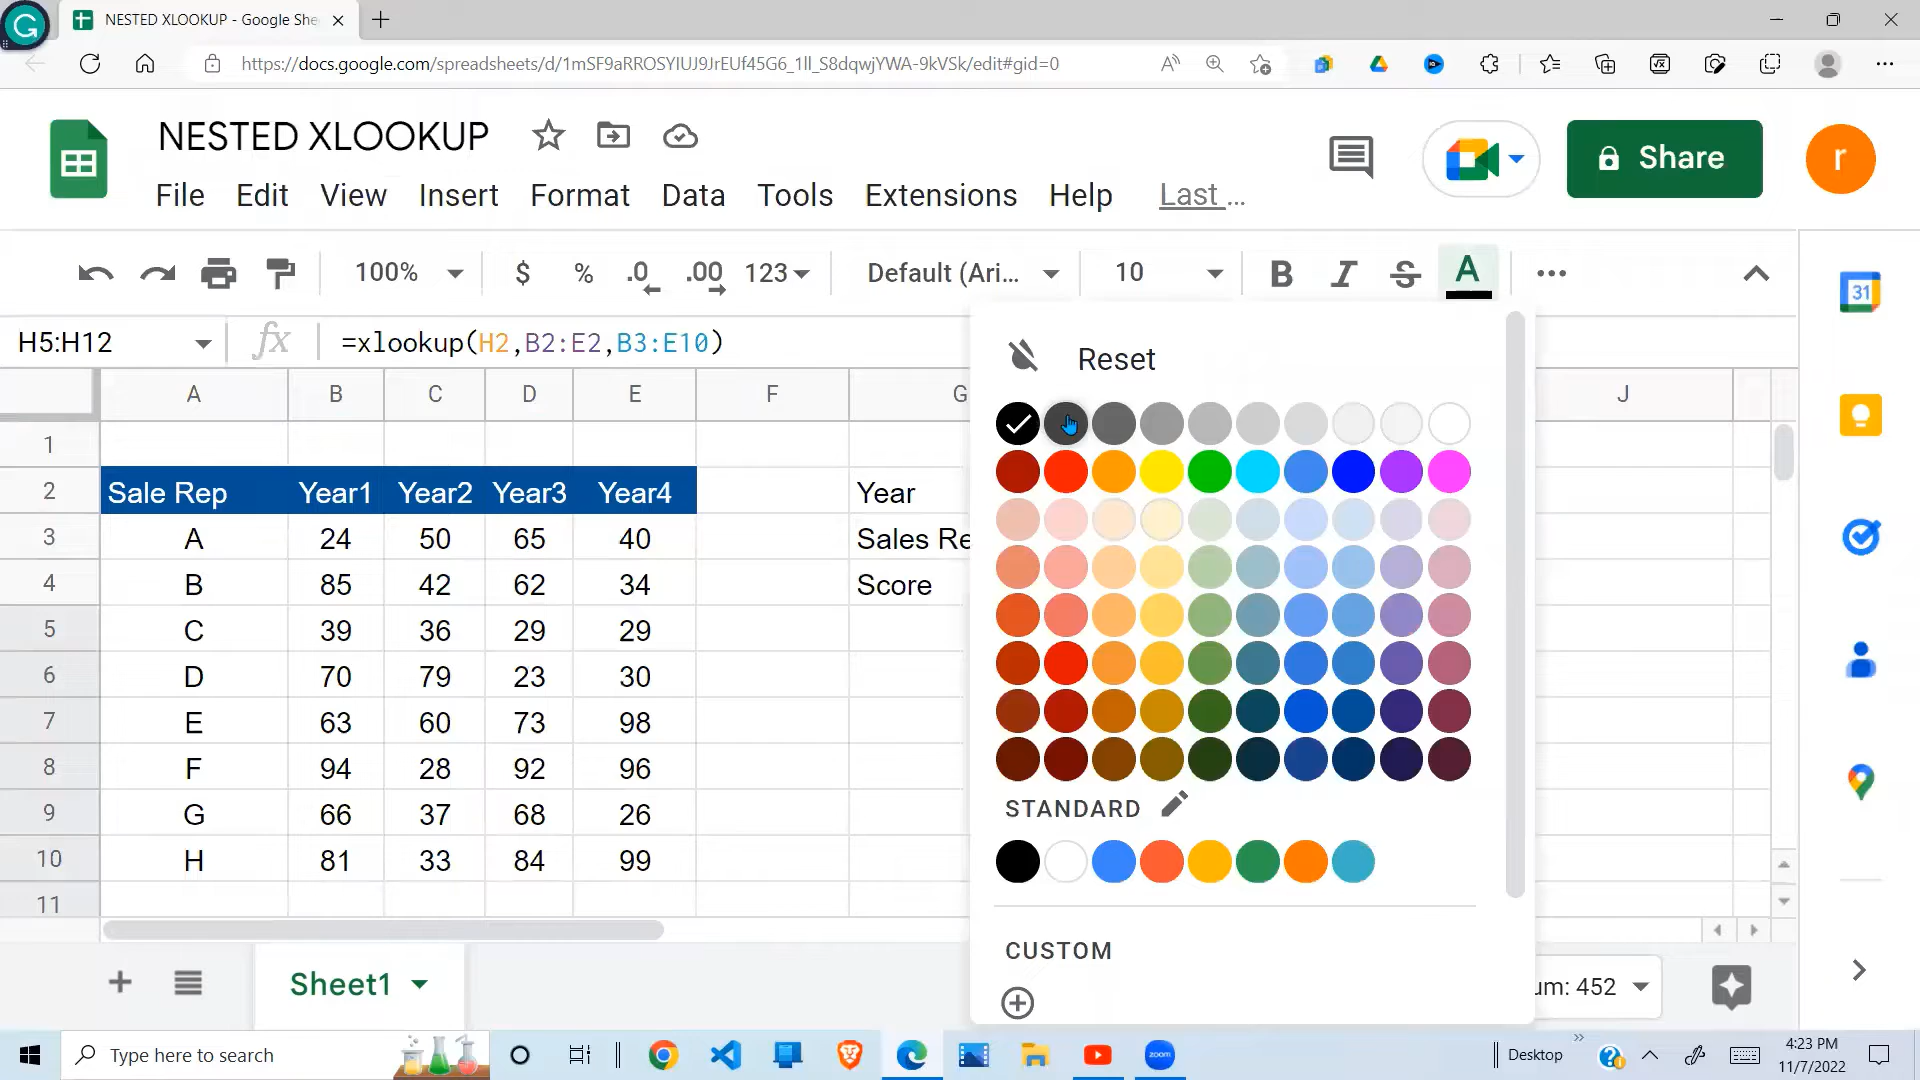 NESTED XLOOKUP - Google She
https://docs.google.com/spreadsheets/d/1mSF9aRROSYIUJ9JrEUf45G6_1ll_S8dqwjYWA-9kVSk/edit#gid=0
NESTED XLOOKUP
Share
r
File Edit View Insert Format Data Tools Extensions Help Last ...
100% $ % .0 .00 123 Default (Ari... 10 B I S A
31
H5:H12 fx =xlookup(H2,B2:E2,B3:E10)
Reset
A B C D E F G J
1
2 Sale Rep Year1 Year2 Year3 Year4 Year
3 A 24 50 65 40 Sales Re
4 B 85 42 62 34 Score
5 C 39 36 29 29
6 D 70 79 23 30
7 E 63 60 73 98
8 F 94 28 92 96
9 G 66 37 68 26
STANDARD
10 H 81 33 84 99
11
CUSTOM
Sheet1
um: 452
Type here to search
zoom
Desktop
4:23 PM
11/7/2022